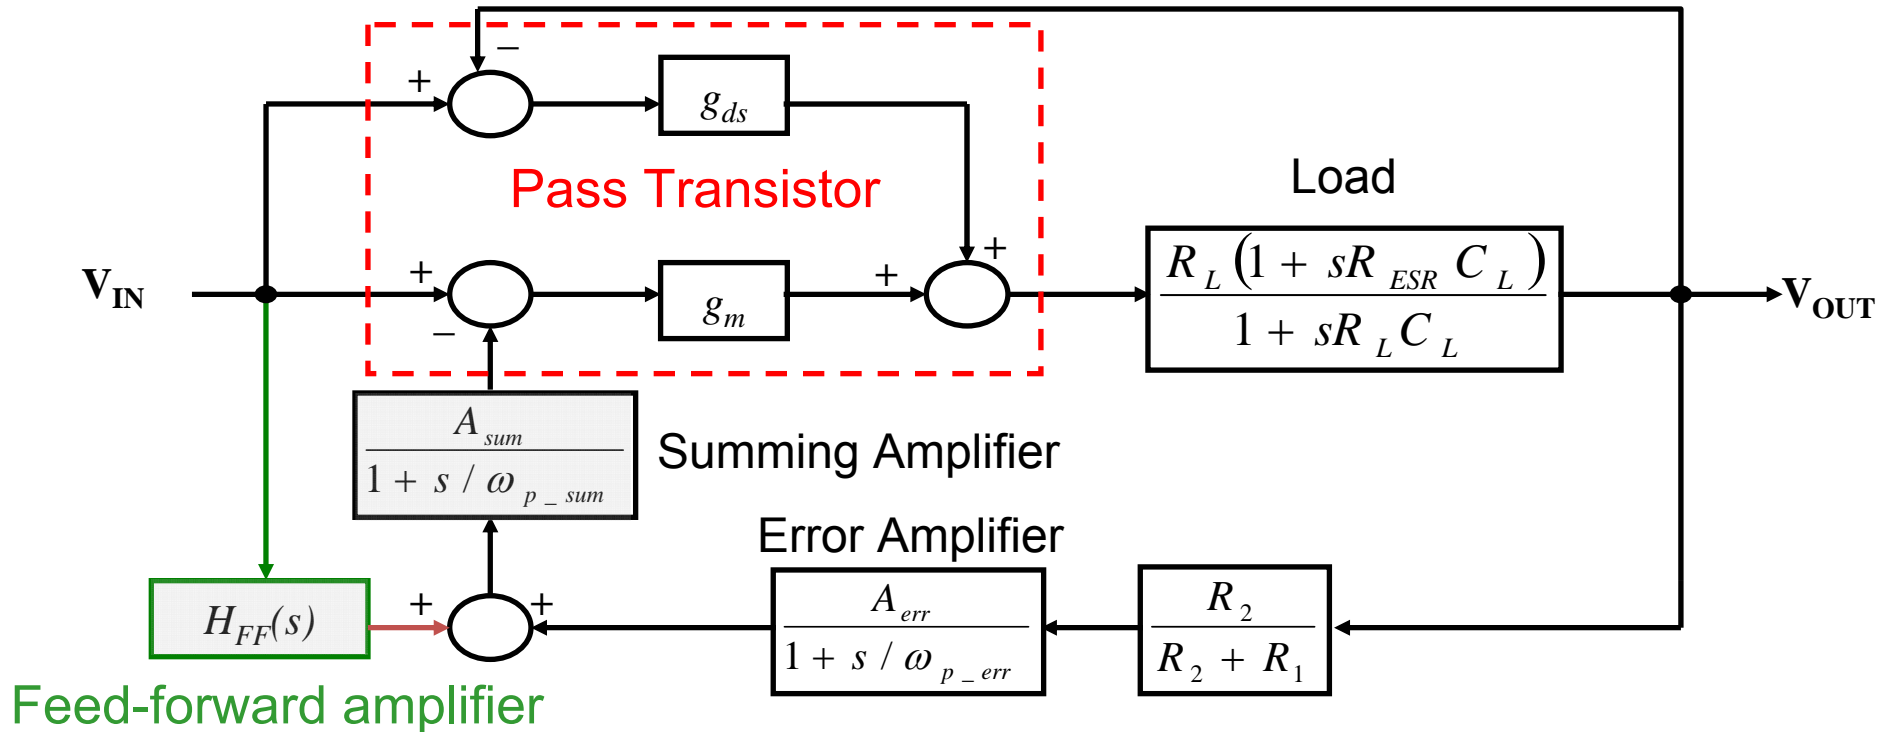 −
+
g_ds
Pass Transistor
Load
+
V_IN
+
−
g_m
+
R_L (1 + sR_ESR C_L)
1 + sR_L C_L
V_OUT
A_sum
1 + s / ω_p_sum
Summing Amplifier
Error Amplifier
H_FF(s)
+
+
A_err
1 + s / ω_p_err
R_2
R_2 + R_1
Feed-forward amplifier